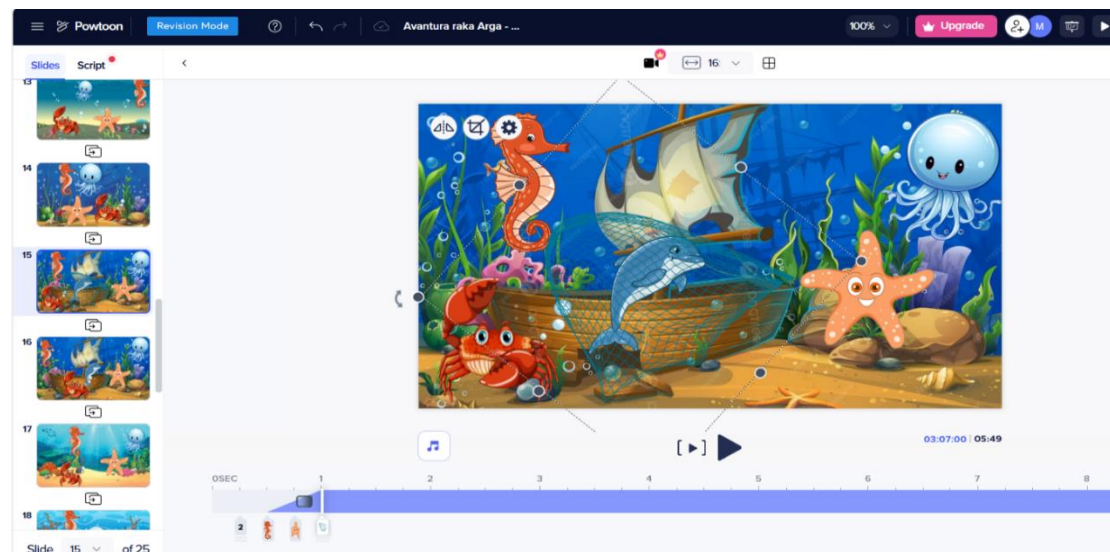 Powtoon
Revision Mode
Avantura raka Arga - ...
100%
Upgrade
M
Slides
Script
16:
13
14
15
16
17
18
03:07:00 05:49
0SEC 1 2 3 4 5 6 7 8
2
Slide 15 of 25